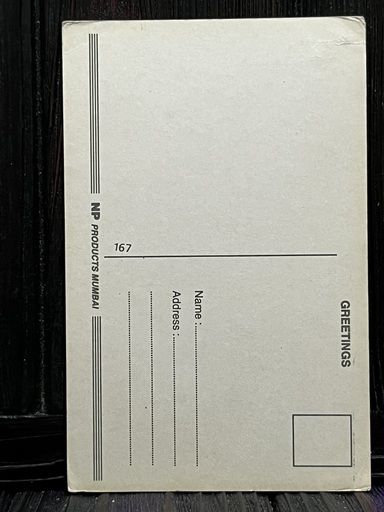 GREETINGS
Name :
Address :
167
NP PRODUCTS MUMBAI